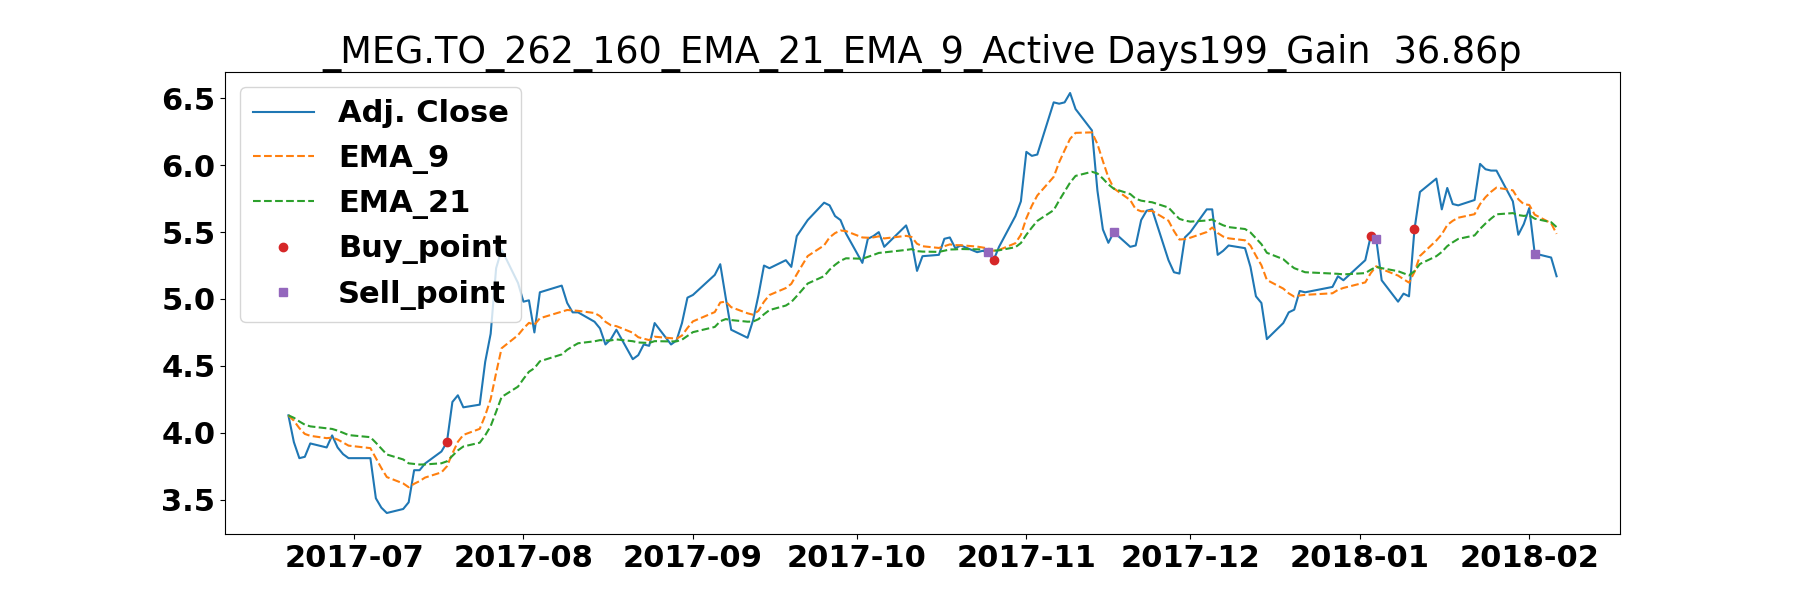 _MEG.TO_262_160_EMA_21_EMA_9_Active Days199_Gain  36.86p
6.5
6.0
5.5
5.0
4.5
4.0
3.5
Adj. Close
EMA_9
EMA_21
Buy_point
Sell_point
2017-07 2017-08 2017-09 2017-10 2017-11 2017-12 2018-01 2018-02